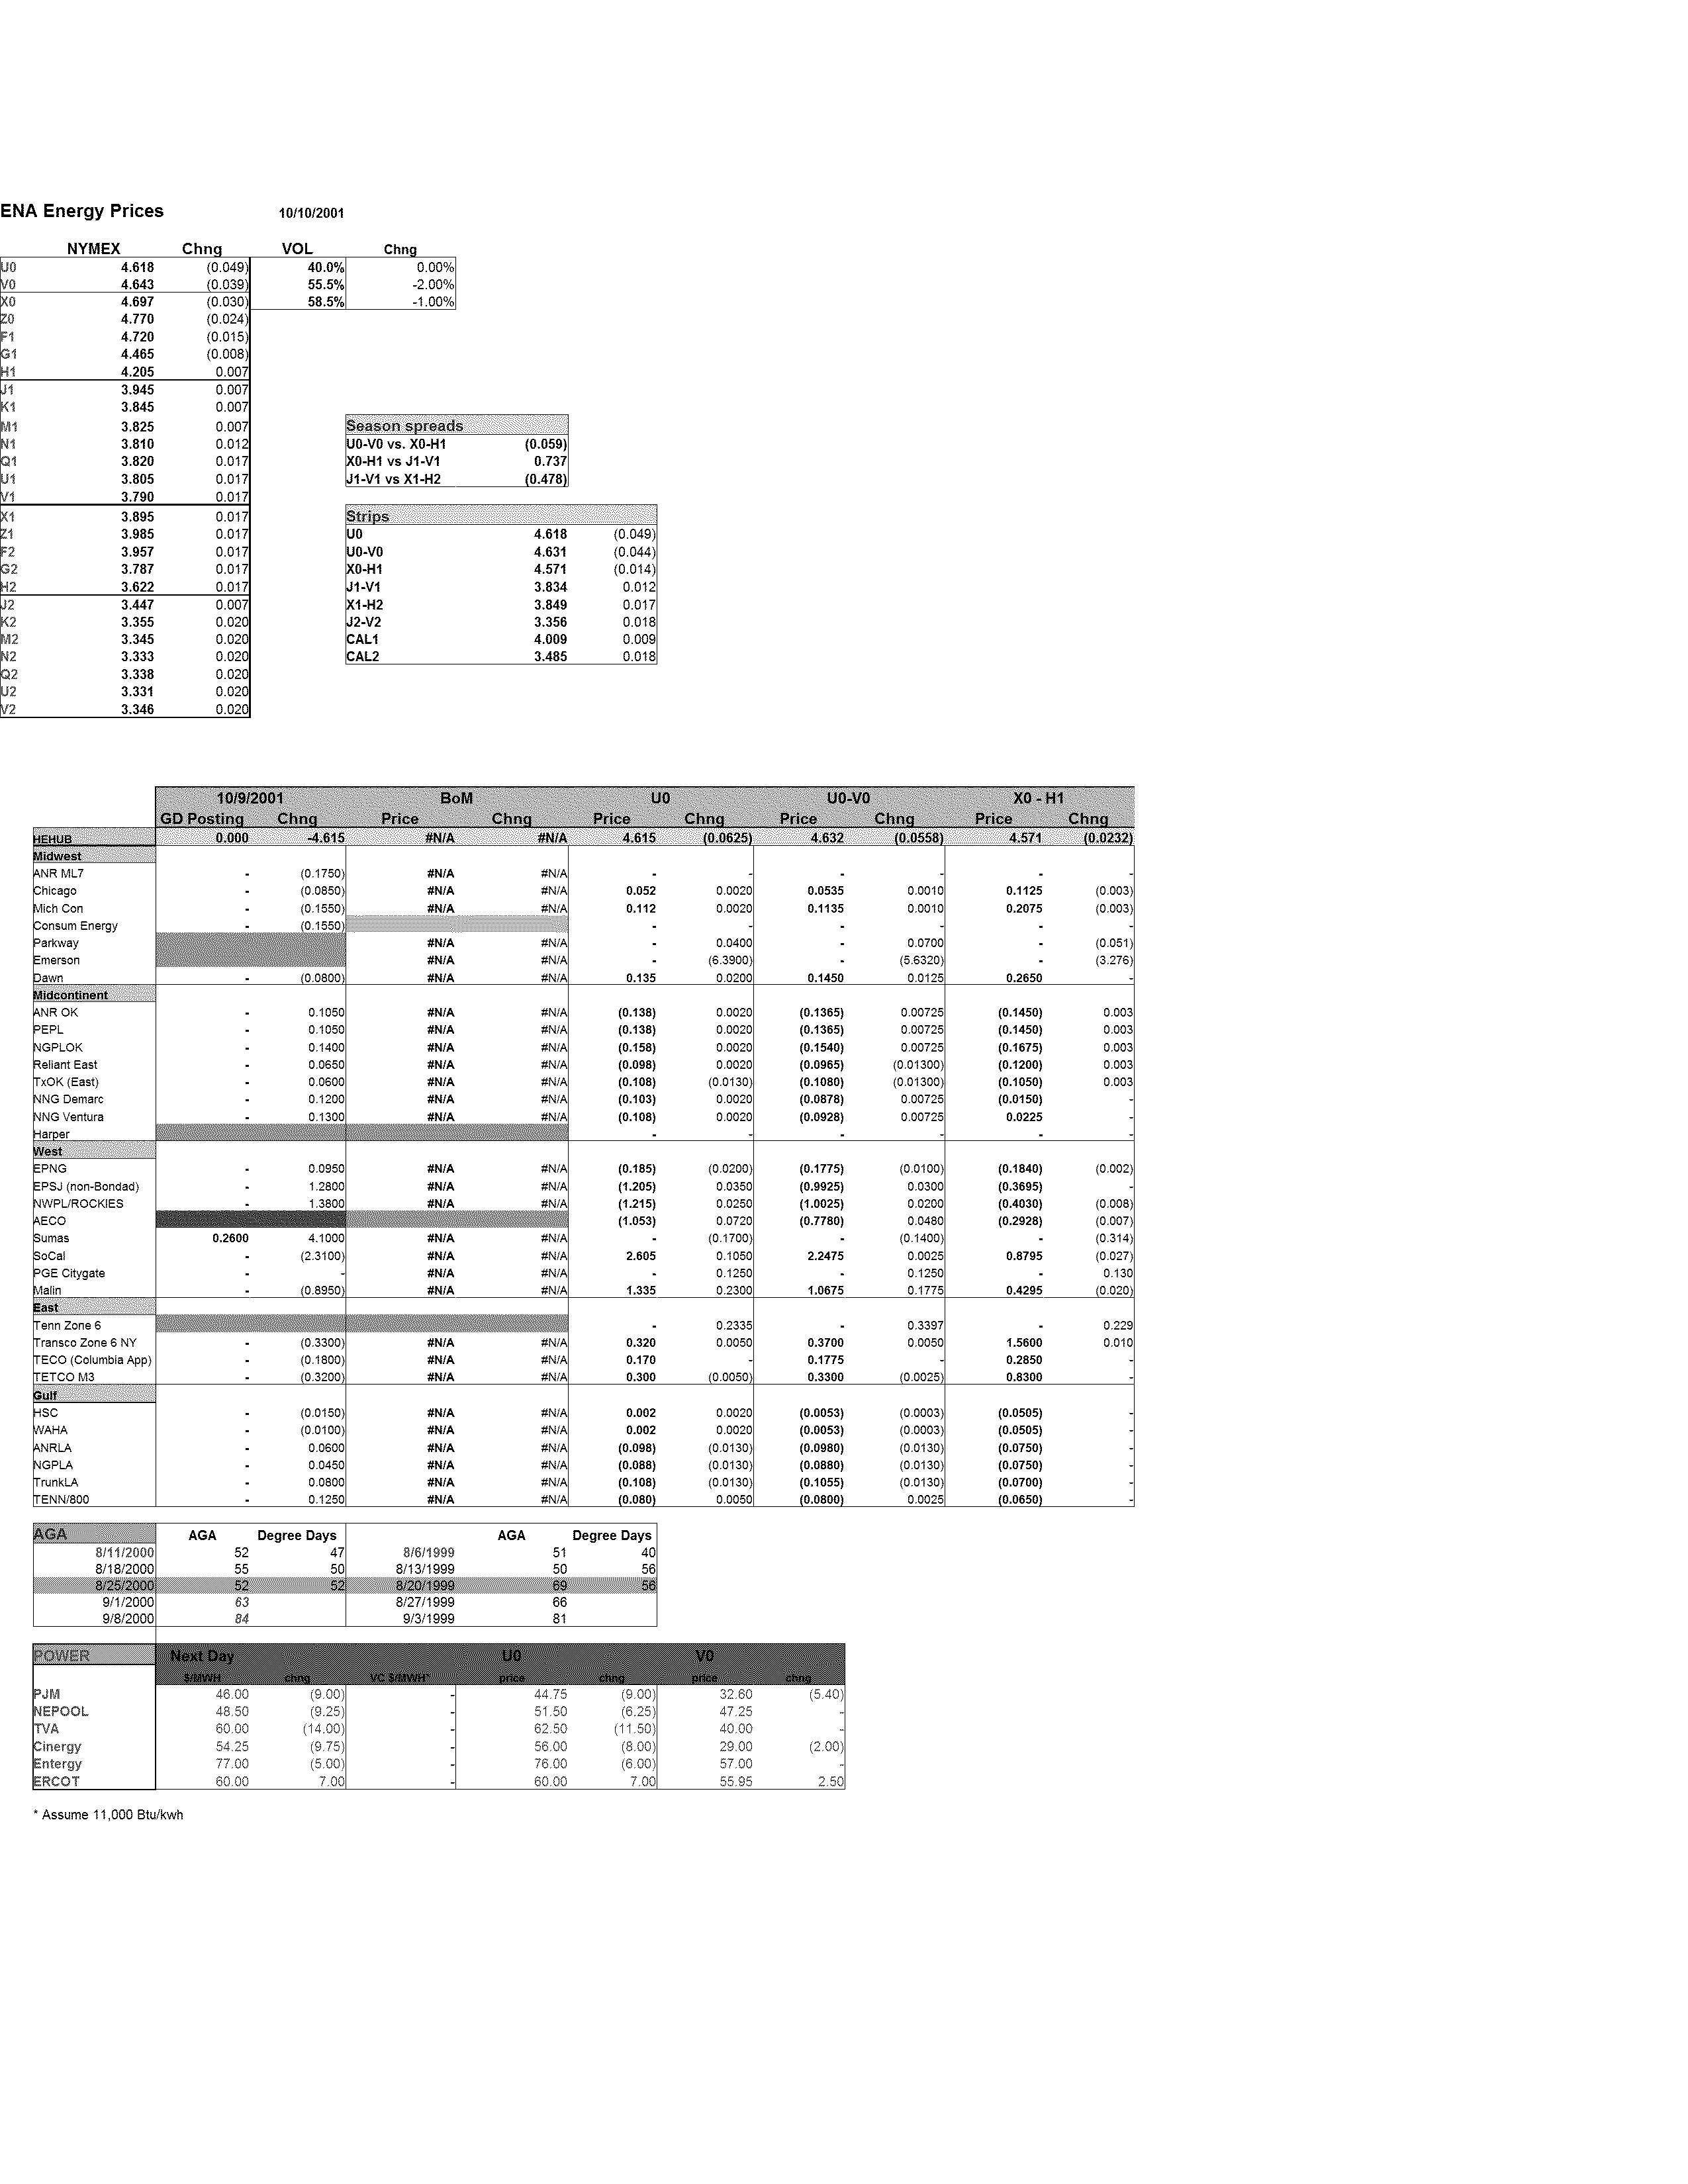 ENA Energy Prices 10/10/2001
NYMEX Chng VOL Chng
U0 4.618 (0.049) 40.0% 0.00%
V0 4.643 (0.039) 55.5% -2.00%
X0 4.697 (0.030) 58.5% -1.00%
Z0 4.770 (0.024)
F1 4.720 (0.015)
G1 4.465 (0.008)
H1 4.205 0.007
J1 3.945 0.007
K1 3.845 0.007
M1 3.825 0.007
N1 3.810 0.012
Q1 3.820 0.017
U1 3.805 0.017
V1 3.790 0.017
X1 3.895 0.017
Z1 3.985 0.017
F2 3.957 0.017
G2 3.787 0.017
H2 3.622 0.017
J2 3.447 0.007
K2 3.355 0.020
M2 3.345 0.020
N2 3.333 0.020
Q2 3.338 0.020
U2 3.331 0.020
V2 3.346 0.020
Season spreads
U0-V0 vs. X0-H1 (0.059)
X0-H1 vs J1-V1 0.737
J1-V1 vs X1-H2 (0.478)
Strips
U0 4.618 (0.049)
U0-V0 4.631 (0.044)
X0-H1 4.571 (0.014)
J1-V1 3.834 0.012
X1-H2 3.849 0.017
J2-V2 3.356 0.018
CAL1 4.009 0.009
CAL2 3.485 0.018
10/9/2001 BoM U0 U0-V0 X0 - H1
GD Posting Chng Price Chng Price Chng Price Chng Price Chng
HEHUB 0.000 -4.615 #N/A #N/A 4.615 (0.0625) 4.632 (0.0558) 4.571 (0.0232)
Midwest
ANR ML7 - (0.1750) #N/A #N/A - - - - - -
Chicago - (0.0850) #N/A #N/A 0.052 0.0020 0.0535 0.0010 0.1125 (0.003)
Mich Con - (0.1550) #N/A #N/A 0.112 0.0020 0.1135 0.0010 0.2075 (0.003)
Consum Energy - (0.1550) - - - - - -
Parkway #N/A #N/A - 0.0400 - 0.0700 - (0.051)
Emerson #N/A #N/A - (6.3900) - (5.6320) - (3.276)
Dawn - (0.0800) #N/A #N/A 0.135 0.0200 0.1450 0.0125 0.2650 -
Midcontinent
ANR OK - 0.1050 #N/A #N/A (0.138) 0.0020 (0.1365) 0.00725 (0.1450) 0.003
PEPL - 0.1050 #N/A #N/A (0.138) 0.0020 (0.1365) 0.00725 (0.1450) 0.003
NGPLOK - 0.1400 #N/A #N/A (0.158) 0.0020 (0.1540) 0.00725 (0.1675) 0.003
Reliant East - 0.0650 #N/A #N/A (0.098) 0.0020 (0.0965) (0.01300) (0.1200) 0.003
TxOK (East) - 0.0600 #N/A #N/A (0.108) (0.0130) (0.1080) (0.01300) (0.1050) 0.003
NNG Demarc - 0.1200 #N/A #N/A (0.103) 0.0020 (0.0878) 0.00725 (0.0150) -
NNG Ventura - 0.1300 #N/A #N/A (0.108) 0.0020 (0.0928) 0.00725 0.0225 -
Harper - - - - - -
West
EPNG - 0.0950 #N/A #N/A (0.185) (0.0200) (0.1775) (0.0100) (0.1840) (0.002)
EPSJ (non-Bondad) - 1.2800 #N/A #N/A (1.205) 0.0350 (0.9925) 0.0300 (0.3695) -
NWPL/ROCKIES - 1.3800 #N/A #N/A (1.215) 0.0250 (1.0025) 0.0200 (0.4030) (0.008)
AECO (1.053) 0.0720 (0.7780) 0.0480 (0.2928) (0.007)
Sumas 0.2600 4.1000 #N/A #N/A - (0.1700) - (0.1400) - (0.314)
SoCal - (2.3100) #N/A #N/A 2.605 0.1050 2.2475 0.0025 0.8795 (0.027)
PGE Citygate - - #N/A #N/A - 0.1250 - 0.1250 - 0.130
Malin - (0.8950) #N/A #N/A 1.335 0.2300 1.0675 0.1775 0.4295 (0.020)
East
Tenn Zone 6 - 0.2335 - 0.3397 - 0.229
Transco Zone 6 NY - (0.3300) #N/A #N/A 0.320 0.0050 0.3700 0.0050 1.5600 0.010
TECO (Columbia App) - (0.1800) #N/A #N/A 0.170 - 0.1775 - 0.2850 -
TETCO M3 - (0.3200) #N/A #N/A 0.300 (0.0050) 0.3300 (0.0025) 0.8300 -
Gulf
HSC - (0.0150) #N/A #N/A 0.002 0.0020 (0.0053) (0.0003) (0.0505) -
WAHA - (0.0100) #N/A #N/A 0.002 0.0020 (0.0053) (0.0003) (0.0505) -
ANRLA - 0.0600 #N/A #N/A (0.098) (0.0130) (0.0980) (0.0130) (0.0750) -
NGPLA - 0.0450 #N/A #N/A (0.088) (0.0130) (0.0880) (0.0130) (0.0750) -
TrunkLA - 0.0800 #N/A #N/A (0.108) (0.0130) (0.1055) (0.0130) (0.0700) -
TENN/800 - 0.1250 #N/A #N/A (0.080) 0.0050 (0.0800) 0.0025 (0.0650) -
AGA AGA Degree Days AGA Degree Days
8/11/2000 52 47 8/6/1999 51 40
8/18/2000 55 50 8/13/1999 50 56
8/25/2000 52 52 8/20/1999 69 56
9/1/2000 63 8/27/1999 66
9/8/2000 84 9/3/1999 81
POWER Next Day U0 V0
$/MWH chng VC $/MWH* price chng price chng
PJM 46.00 (9.00) - 44.75 (9.00) 32.60 (5.40)
NEPOOL 48.50 (9.25) - 51.50 (6.25) 47.25 -
TVA 60.00 (14.00) - 62.50 (11.50) 40.00 -
Cinergy 54.25 (9.75) - 56.00 (8.00) 29.00 (2.00)
Entergy 77.00 (5.00) - 76.00 (6.00) 57.00 -
ERCOT 60.00 7.00 - 60.00 7.00 55.95 2.50
* Assume 11,000 Btu/kwh